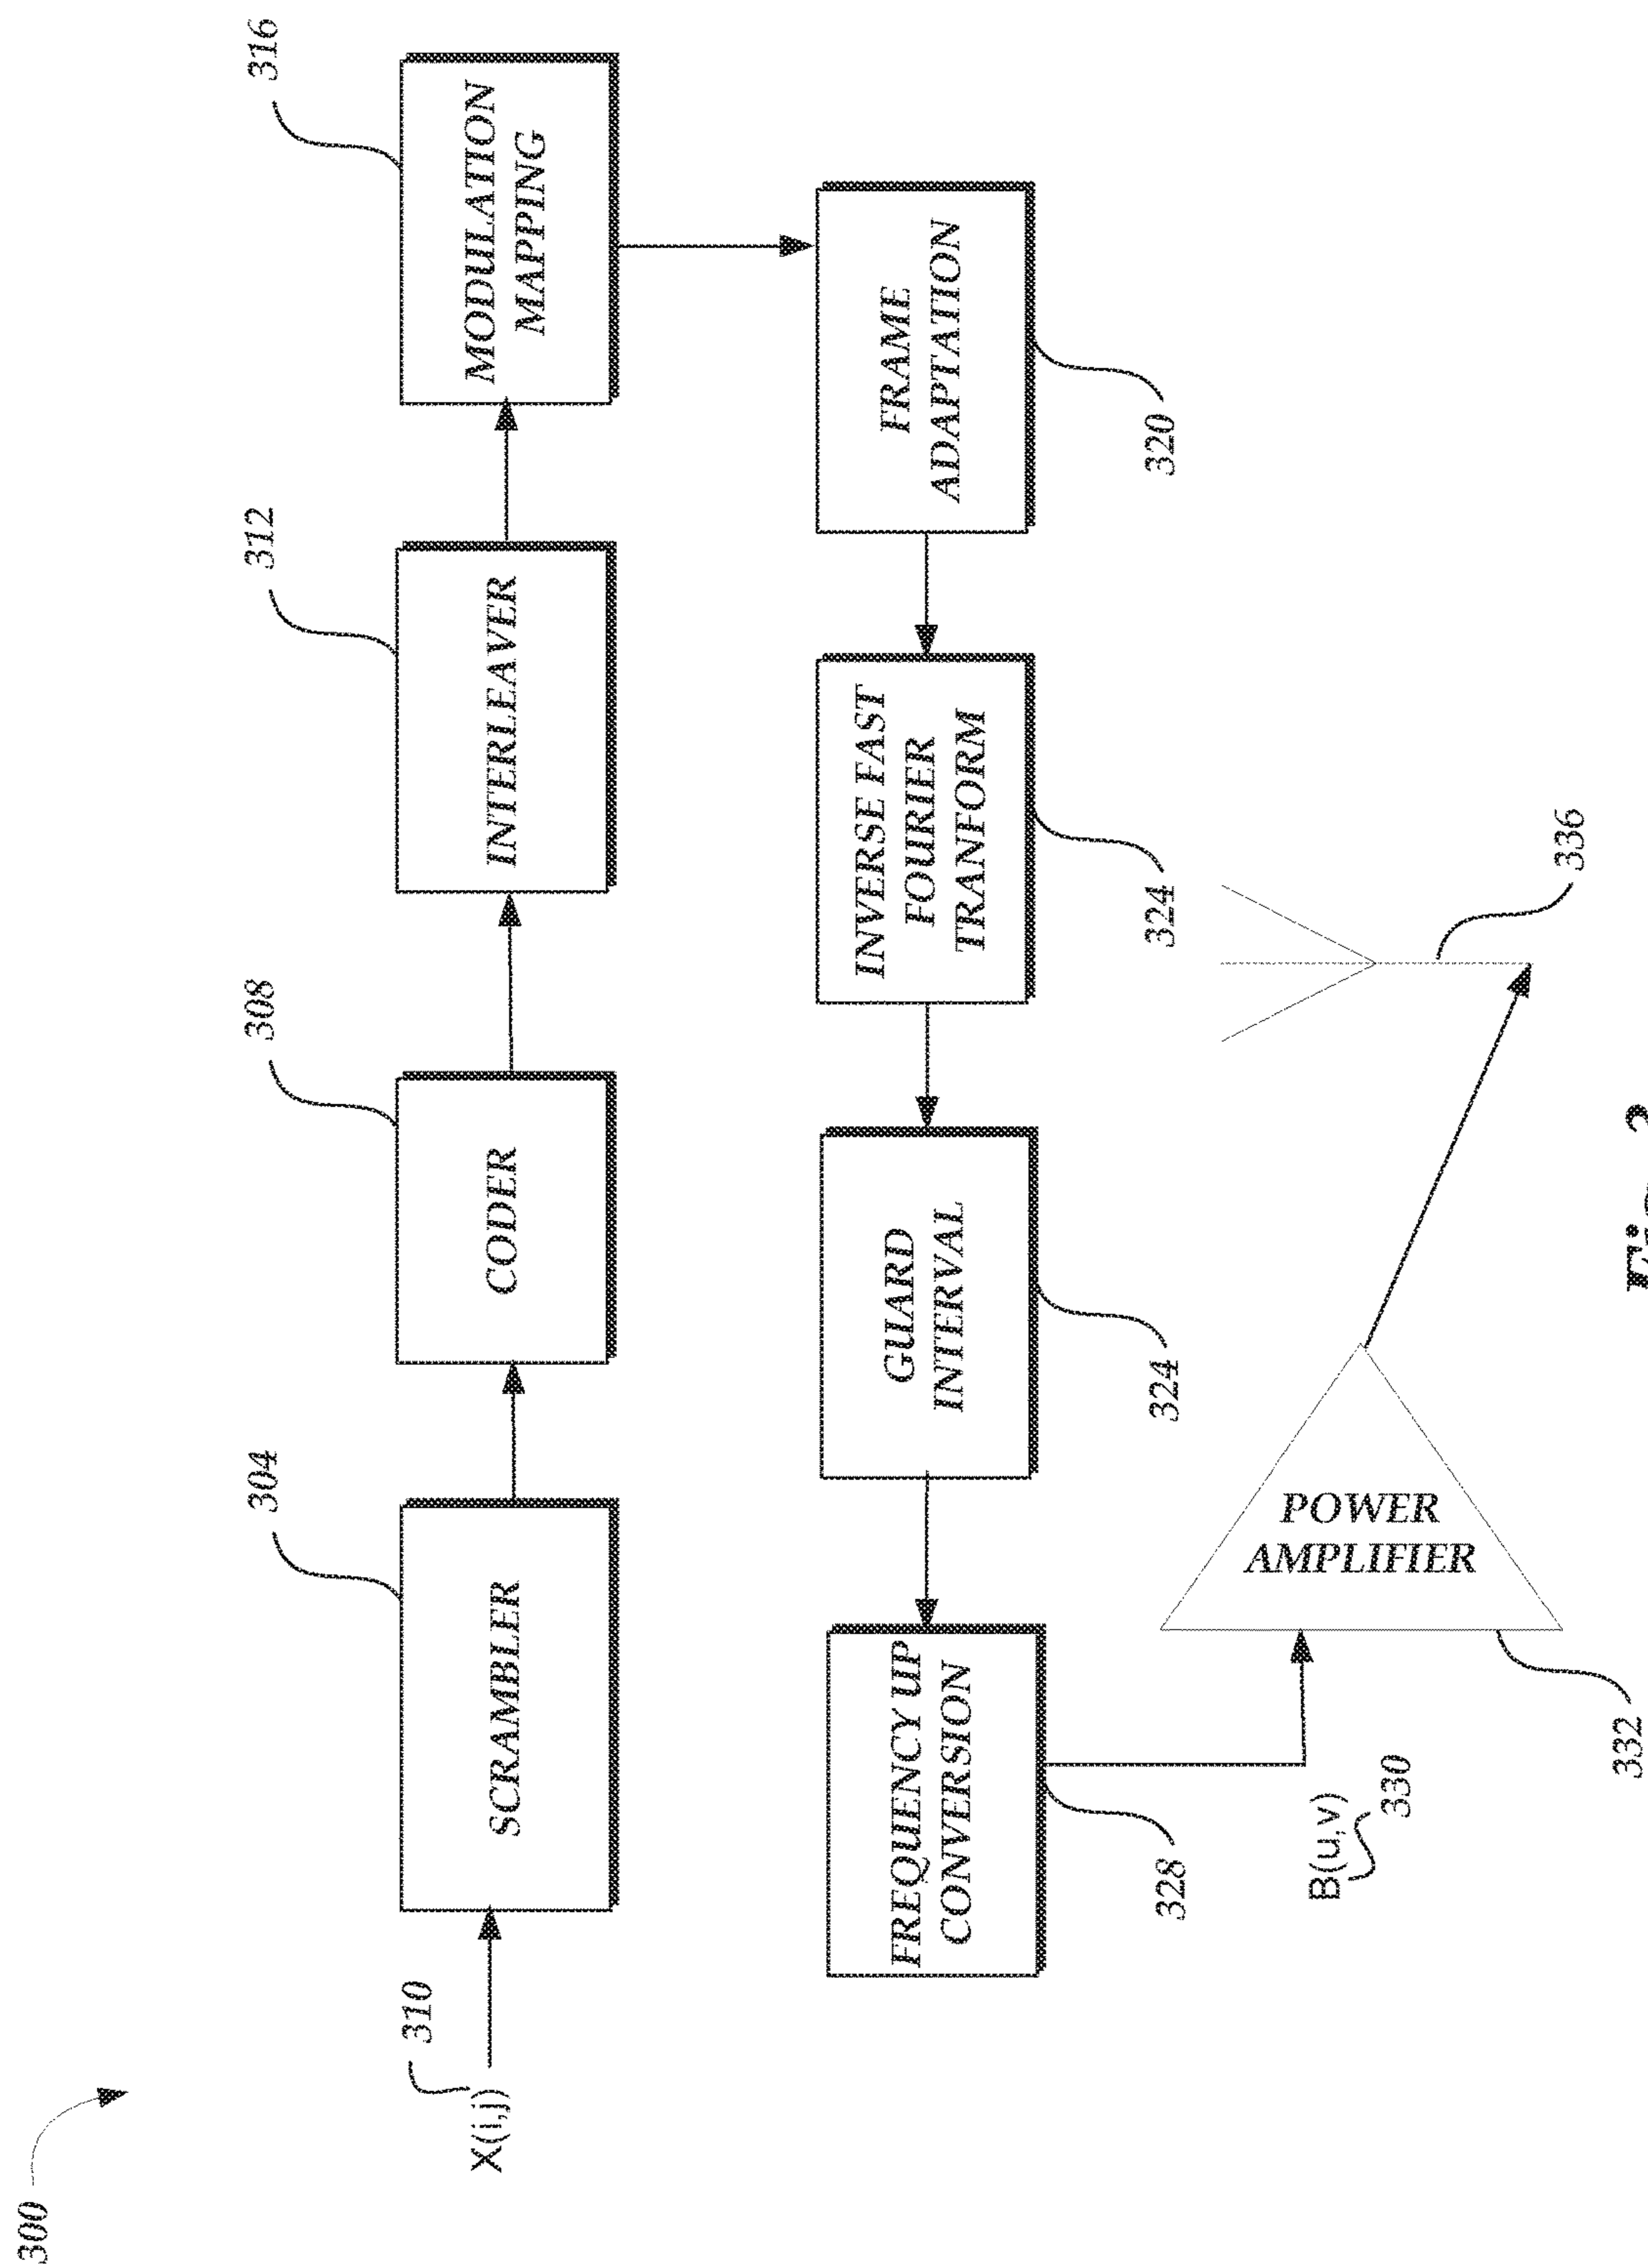 300
X(i,j)
310
304
SCRAMBLER
308
CODER
312
INTERLEAVER
316
MODULATION
MAPPING
FREQUENCY UP
CONVERSION
328
GUARD
INTERVAL
324
INVERSE FAST
FOURIER
TRANFORM
324
FRAME
ADAPTATION
320
B(u,v)
330
POWER
AMPLIFIER
332
336